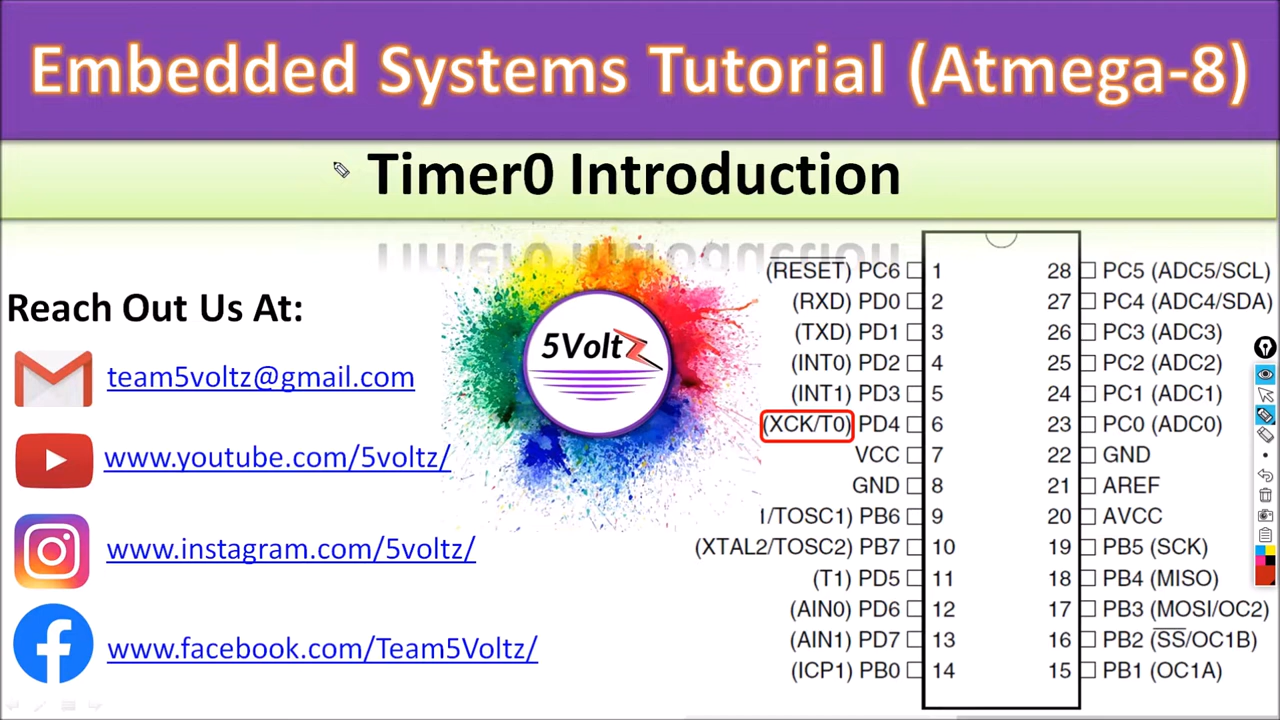 Embedded Systems Tutorial (Atmega-8)
Timer0 Introduction
Reach Out Us At:
team5voltz@gmail.com
www.youtube.com/5voltz/
www.instagram.com/5voltz/
www.facebook.com/Team5Voltz/
5Voltz
(RESET) PC6 1 28 PC5 (ADC5/SCL)
(RXD) PD0 2 27 PC4 (ADC4/SDA)
(TXD) PD1 3 26 PC3 (ADC3)
(INT0) PD2 4 25 PC2 (ADC2)
(INT1) PD3 5 24 PC1 (ADC1)
(XCK/T0) PD4 6 23 PC0 (ADC0)
VCC 7 22 GND
GND 8 21 AREF
1/TOSC1) PB6 9 20 AVCC
(XTAL2/TOSC2) PB7 10 19 PB5 (SCK)
(T1) PD5 11 18 PB4 (MISO)
(AIN0) PD6 12 17 PB3 (MOSI/OC2)
(AIN1) PD7 13 16 PB2 (SS/OC1B)
(ICP1) PB0 14 15 PB1 (OC1A)